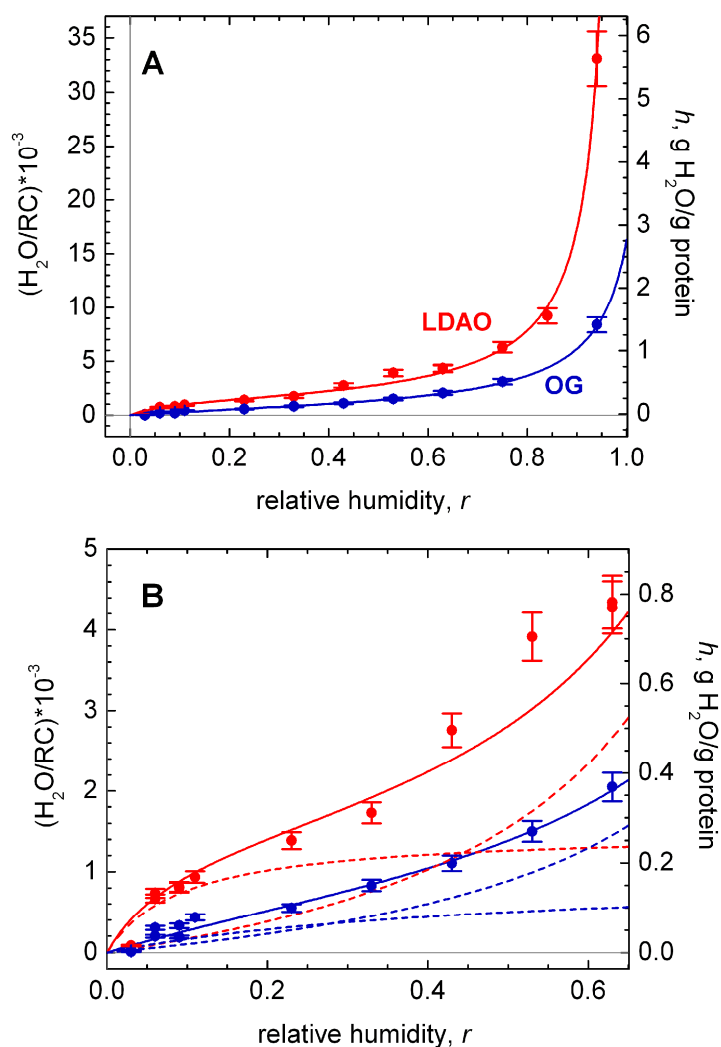 A
(H₂O/RC)*10⁻³
35
30
25
20
15
10
5
0
6
5
4
3
2
1
0
h, g H₂O/g protein
LDAO
OG
0.0 0.2 0.4 0.6 0.8 1.0
relative humidity, r
B
(H₂O/RC)*10⁻³
5
4
3
2
1
0
0.8
0.6
0.4
0.2
0.0
h, g H₂O/g protein
0.0 0.2 0.4 0.6
relative humidity, r